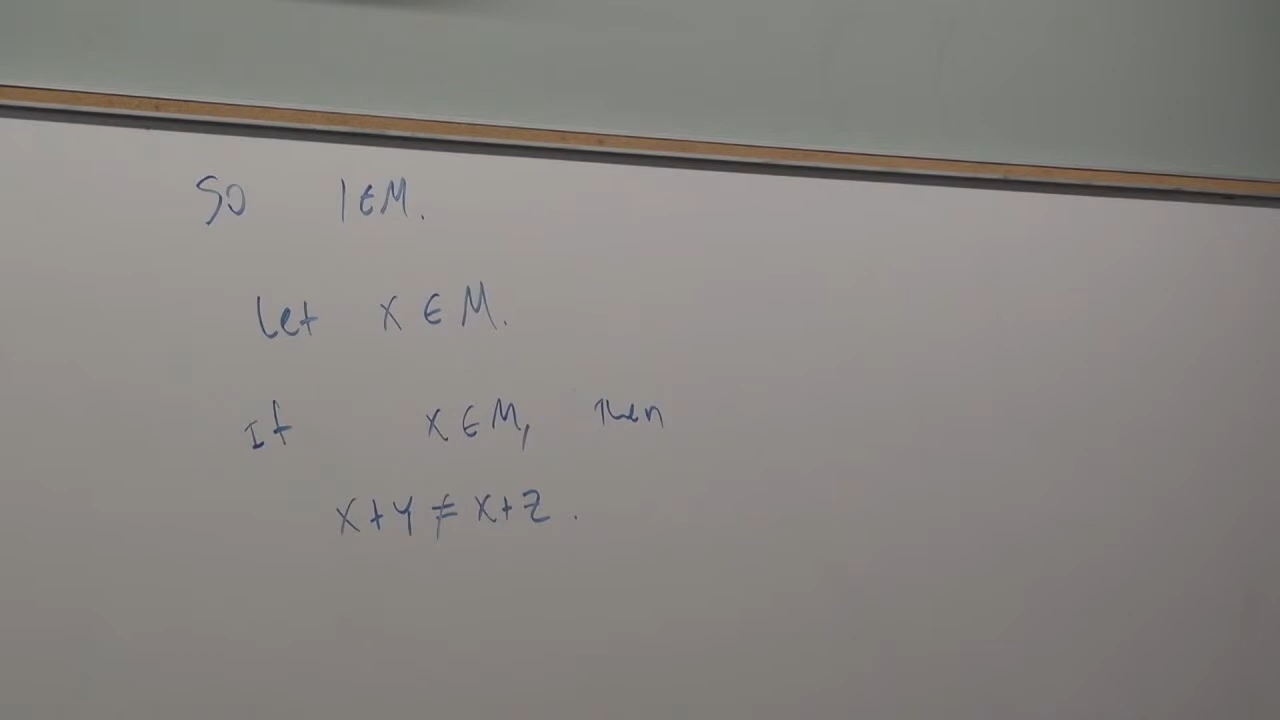 So 1∈M.
Let x ∈ M.
If x ∈ M, then
x+y ≠ x+z.